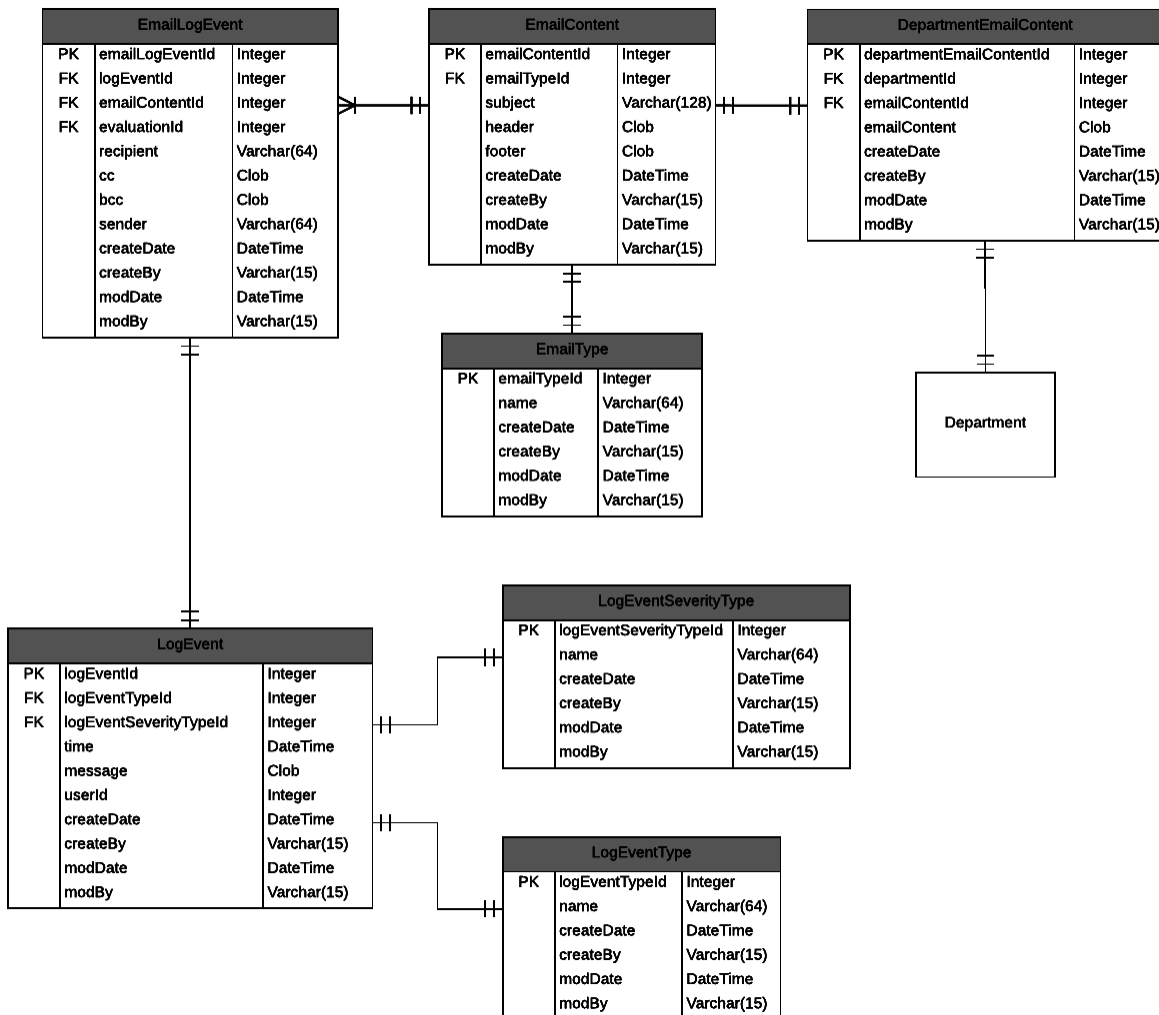 EmailLogEvent
PK emailLogEventId Integer
FK logEventId Integer
FK emailContentId Integer
FK evaluationId Integer
recipient Varchar(64)
cc Clob
bcc Clob
sender Varchar(64)
createDate DateTime
createBy Varchar(15)
modDate DateTime
modBy Varchar(15)
EmailContent
PK emailContentId Integer
FK emailTypeId Integer
subject Varchar(128)
header Clob
footer Clob
createDate DateTime
createBy Varchar(15)
modDate DateTime
modBy Varchar(15)
DepartmentEmailContent
PK departmentEmailContentId Integer
FK departmentId Integer
FK emailContentId Integer
emailContent Clob
createDate DateTime
createBy Varchar(15)
modDate DateTime
modBy Varchar(15)
EmailType
PK emailTypeId Integer
name Varchar(64)
createDate DateTime
createBy Varchar(15)
modDate DateTime
modBy Varchar(15)
Department
LogEvent
PK logEventId Integer
FK logEventTypeId Integer
FK logEventSeverityTypeId Integer
time DateTime
message Clob
userId Integer
createDate DateTime
createBy Varchar(15)
modDate DateTime
modBy Varchar(15)
LogEventSeverityType
PK logEventSeverityTypeId Integer
name Varchar(64)
createDate DateTime
createBy Varchar(15)
modDate DateTime
modBy Varchar(15)
LogEventType
PK logEventTypeId Integer
name Varchar(64)
createDate DateTime
createBy Varchar(15)
modDate DateTime
modBy Varchar(15)